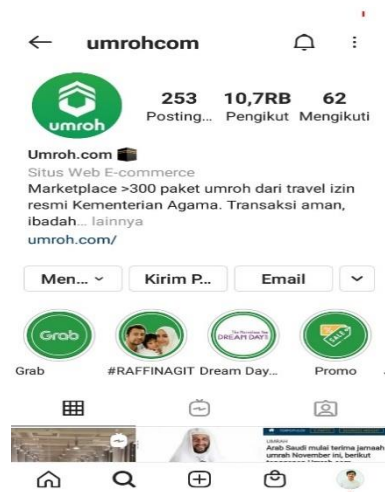 umrohcom
umroh
253 10,7RB 62
Posting... Pengikut Mengikuti
Umroh.com
Situs Web E-commerce
Marketplace >300 paket umroh dari travel izin
resmi Kementerian Agama. Transaksi aman,
ibadah... lainnya
umroh.com/
Men... Kirim P... Email
Grab
DREAM DAY
SALE
Grab #RAFFINAGIT Dream Day... Promo
UMRAH
Arab Saudi mulai terima jamaah
umrah November ini, berikut